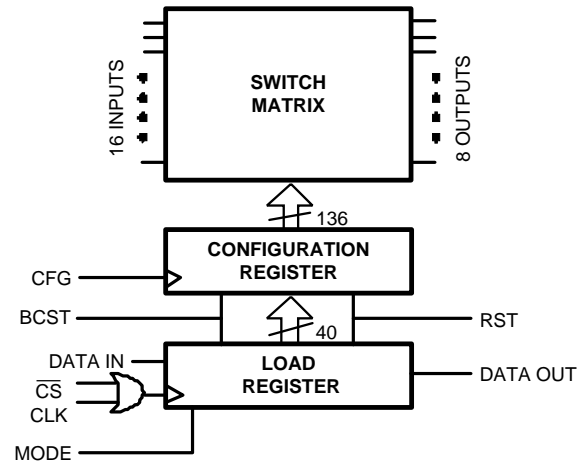 SWITCH
MATRIX
16 INPUTS
8 OUTPUTS
136
CONFIGURATION
REGISTER
CFG
BCST
RST
40
DATA IN
LOAD
REGISTER
DATA OUT
CS
CLK
MODE